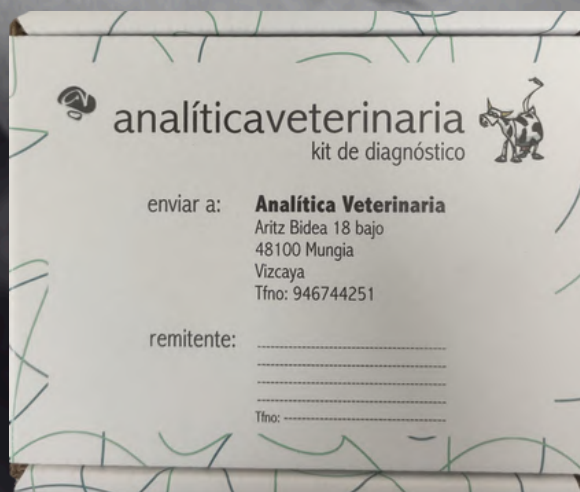 analíticaveterinaria
kit de diagnóstico
enviar a: Analítica Veterinaria
Aritz Bidea 18 bajo
48100 Mungia
Vizcaya
Tfno: 946744251
remitente:
Tfno: